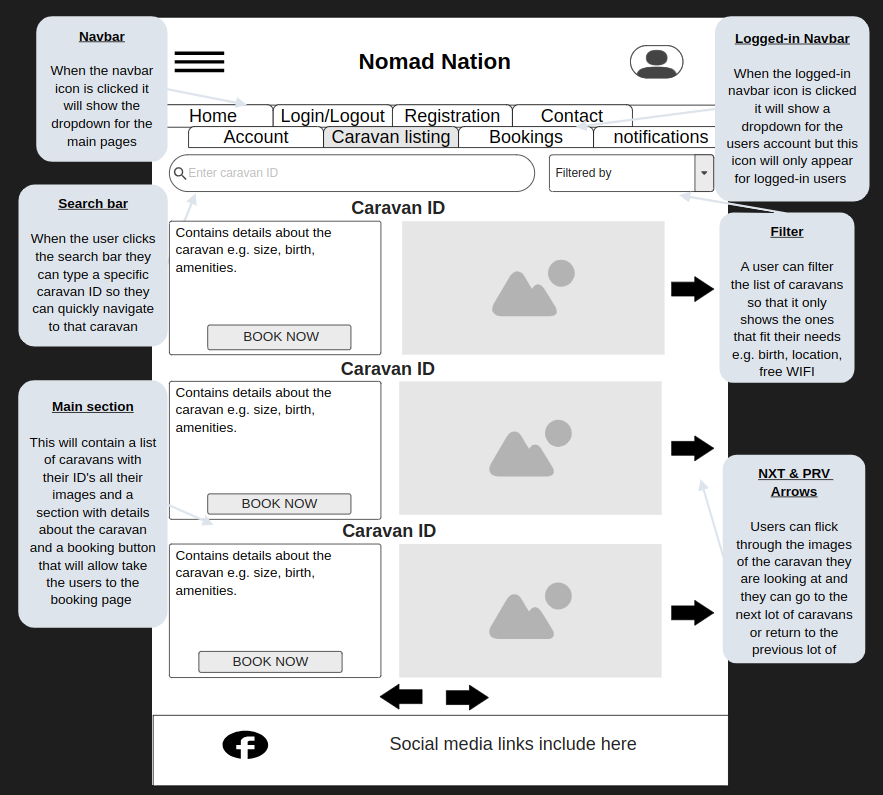 Nomad Nation
Home
Login/Logout
Registration
Contact
Account
Caravan listing
Bookings
notifications
Enter caravan ID
Filtered by
Caravan ID
Contains details about the
caravan e.g. size, birth,
amenities.
BOOK NOW
Caravan ID
Contains details about the
caravan e.g. size, birth,
amenities.
BOOK NOW
Caravan ID
Contains details about the
caravan e.g. size, birth,
amenities.
BOOK NOW
Social media links include here
Navbar
When the navbar
icon is clicked it
will show the
dropdown for the
main pages
Search bar
When the user clicks
the search bar they
can type a specific
caravan ID so they
can quickly navigate
to that caravan
Main section
This will contain a list
of caravans with
their ID's all their
images and a
section with details
about the caravan
and a booking button
that will allow take
the users to the
booking page
Logged-in Navbar
When the logged-in
navbar icon is clicked
it will show a
dropdown for the
users account but this
icon will only appear
for logged-in users
Filter
A user can filter
the list of caravans
so that it only
shows the ones
that fit their needs
e.g. birth, location,
free WIFI
NXT & PRV
Arrows
Users can flick
through the images
of the caravan they
are looking at and
they can go to the
next lot of caravans
or return to the
previous lot of